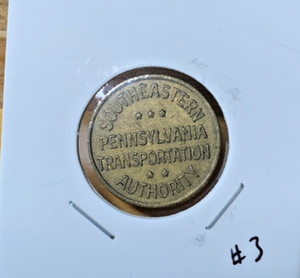 SOUTHEASTERN
PENNSYLVANIA
TRANSPORTATION
AUTHORITY
#3